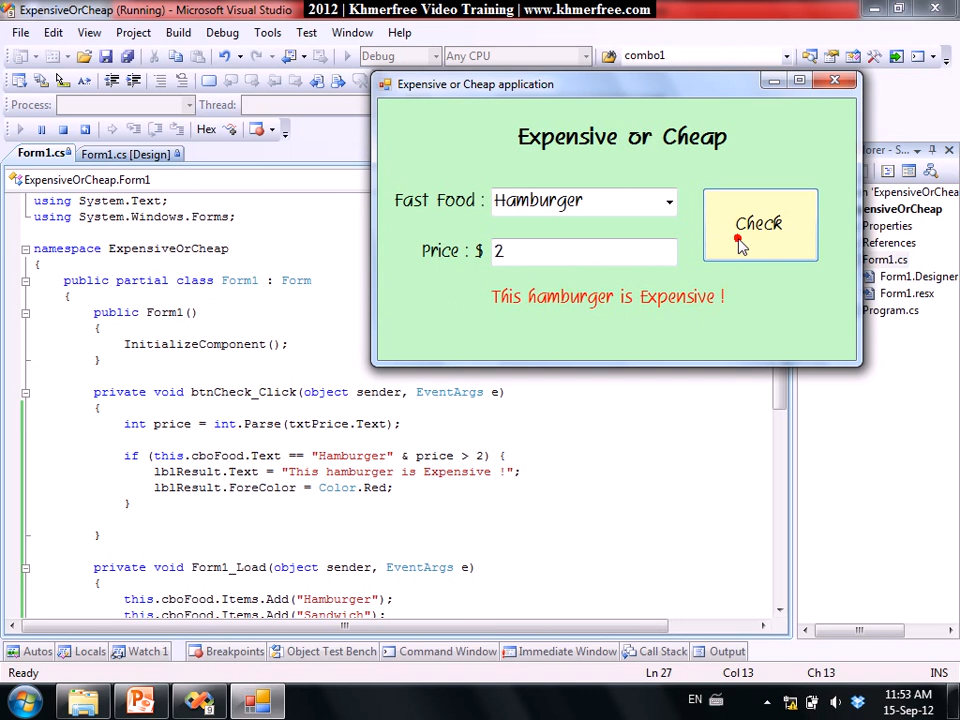 ExpensiveOrCheap (Running) - Microsoft Visual Studio
2012 | Khmerfree Video Training | www.khmerfree.com
File Edit View Project Build Debug Tools Test Window Help
Debug Any CPU combo1
Process: Thread:
Hex
Form1.cs Form1.cs [Design]
ExpensiveOrCheap.Form1
using System.Text;
using System.Windows.Forms;
namespace ExpensiveOrCheap
{
public partial class Form1 : Form
{
public Form1()
{
InitializeComponent();
}
private void btnCheck_Click(object sender, EventArgs e)
{
int price = int.Parse(txtPrice.Text);
if (this.cboFood.Text == "Hamburger" & price > 2) {
lblResult.Text = "This hamburger is Expensive !";
lblResult.ForeColor = Color.Red;
}
}
private void Form1_Load(object sender, EventArgs e)
{
this.cboFood.Items.Add("Hamburger");
this.cboFood.Items.Add("Sandwich");
Expensive or Cheap application
Expensive or Cheap
Fast Food : Hamburger
Check
Price : $ 2
This hamburger is Expensive !
orer - S...
'ExpensiveOrCheap
ensiveOrCheap
Properties
References
Form1.cs
Form1.Designer
Form1.resx
Program.cs
Autos Locals Watch 1 Breakpoints Object Test Bench Command Window Immediate Window Call Stack Output
Ready Ln 27 Col 13 Ch 13 INS
EN
11:53 AM
15-Sep-12